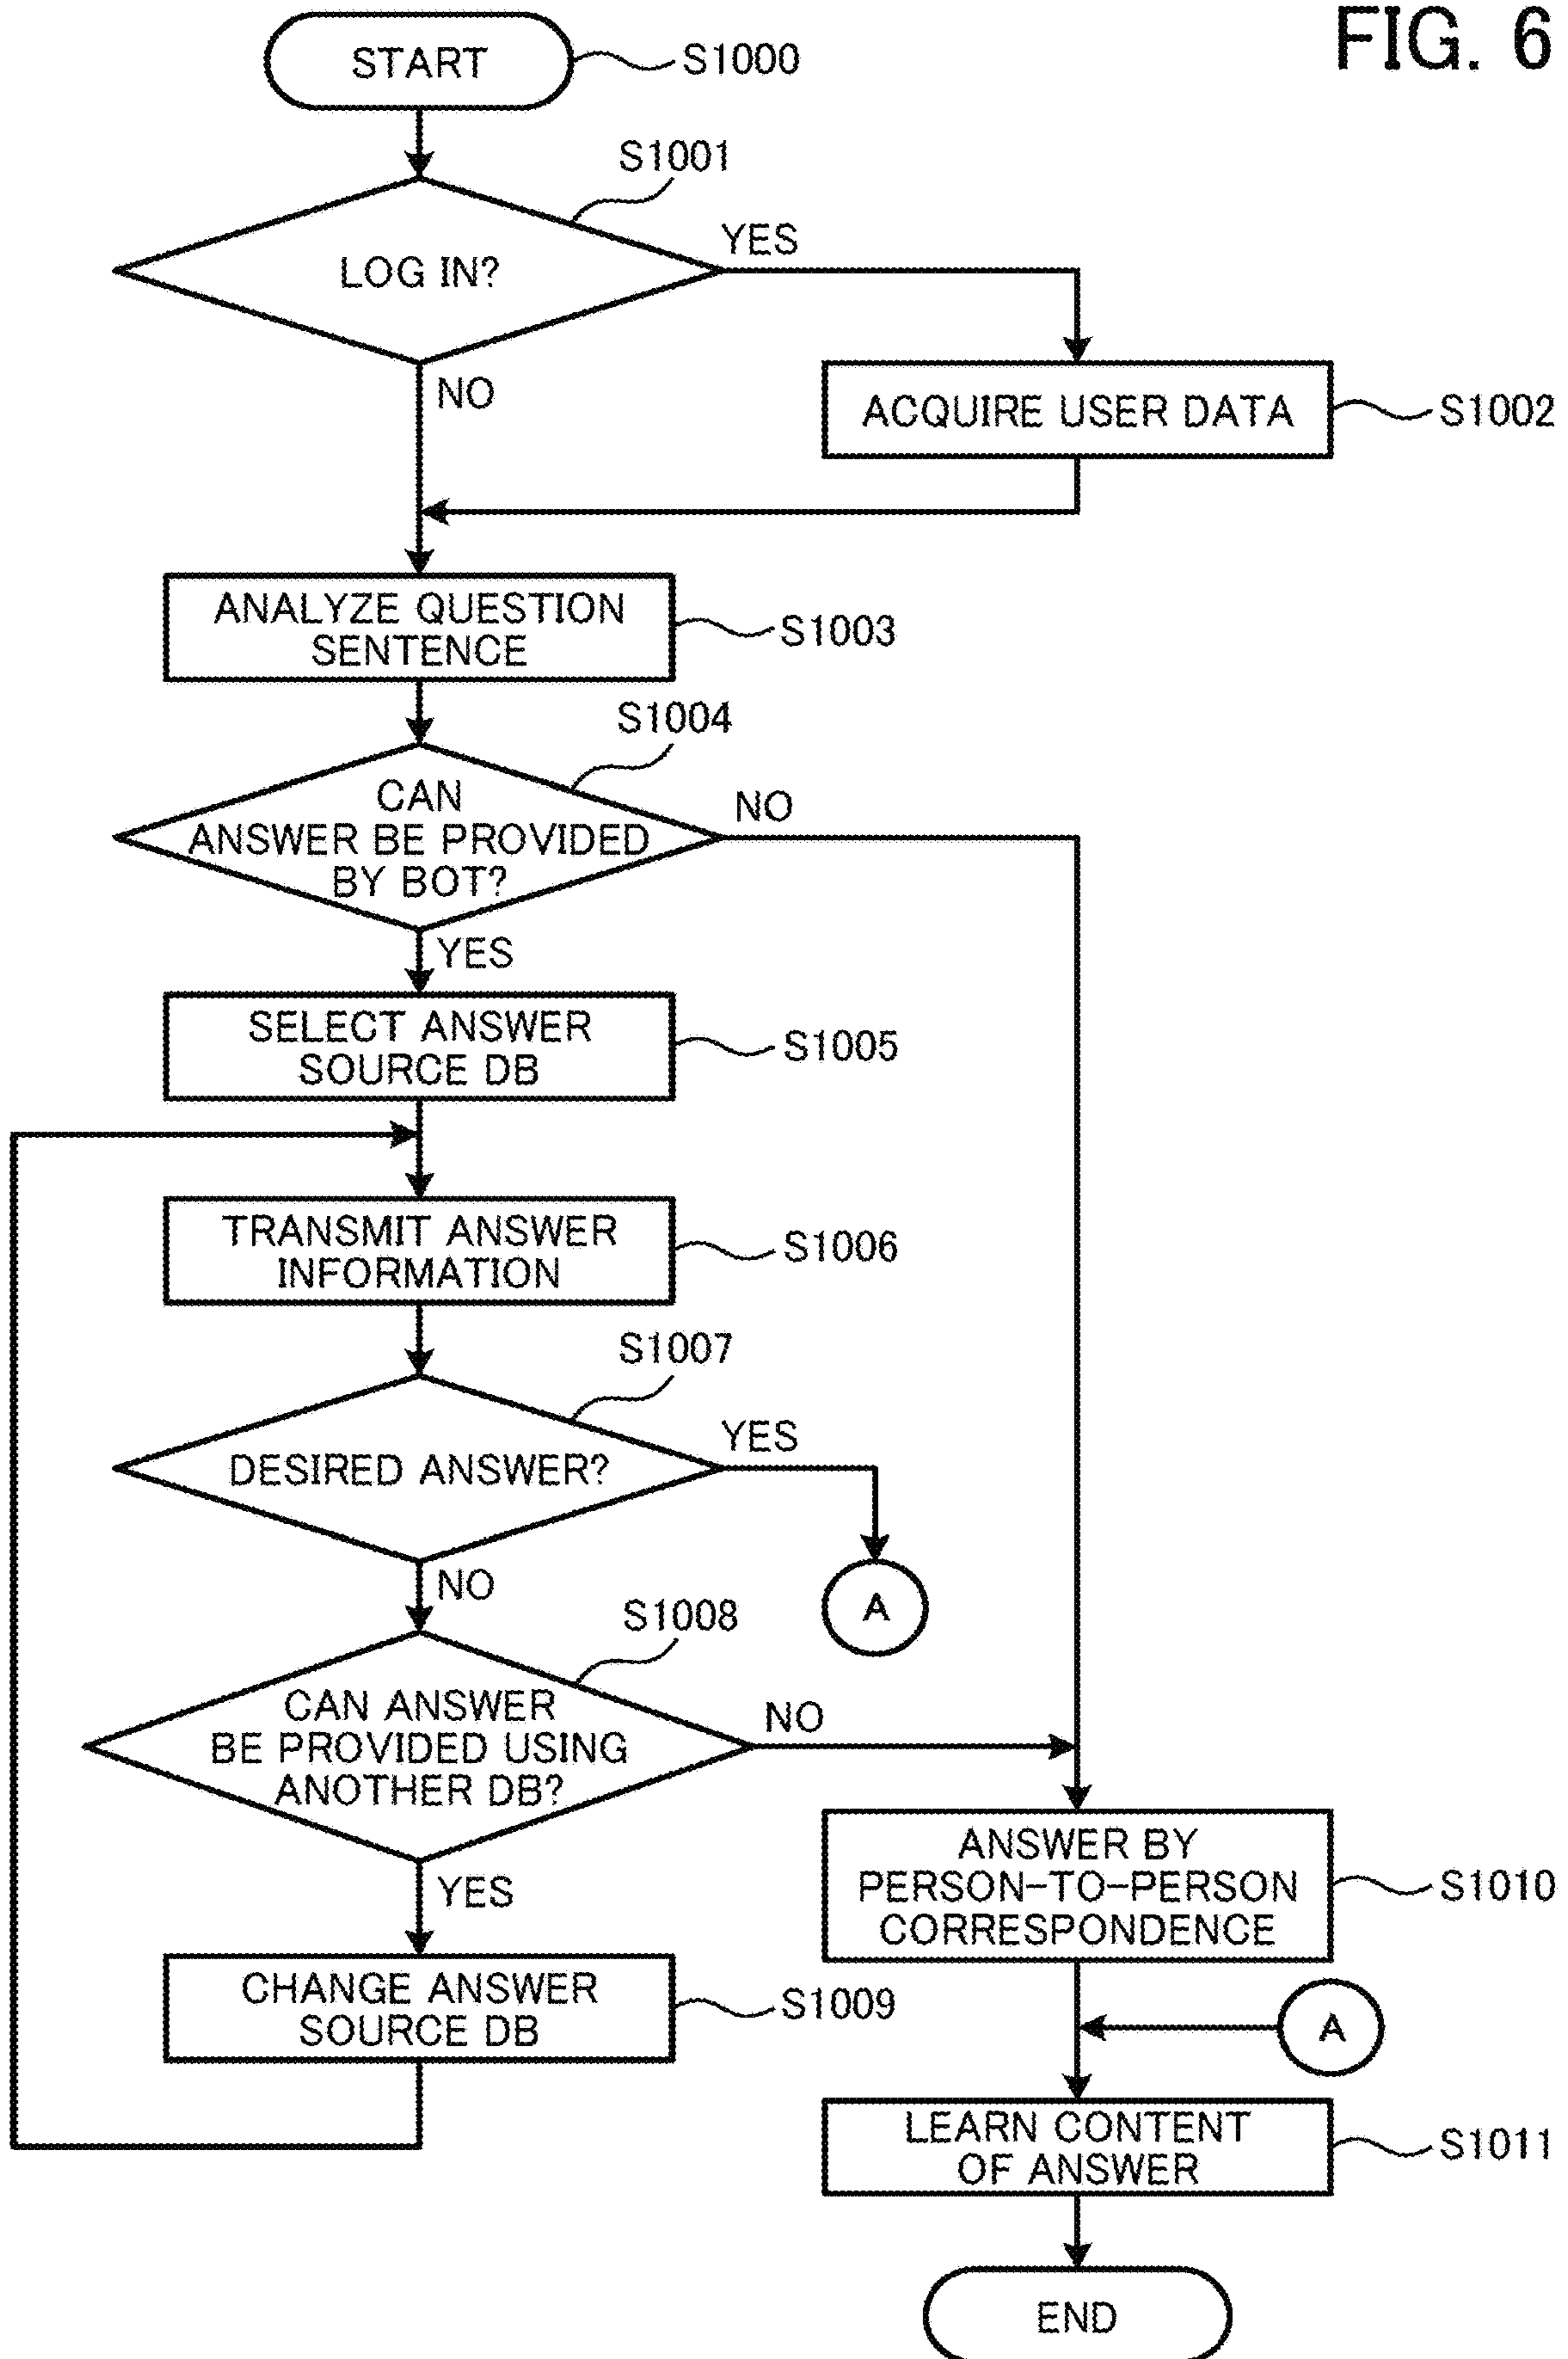 FIG. 6
START
S1000
S1001
LOG IN?
YES
NO
ACQUIRE USER DATA
S1002
ANALYZE QUESTION
SENTENCE
S1003
S1004
CAN
ANSWER BE PROVIDED
BY BOT?
NO
YES
SELECT ANSWER
SOURCE DB
S1005
TRANSMIT ANSWER
INFORMATION
S1006
S1007
DESIRED ANSWER?
YES
A
NO
S1008
CAN ANSWER
BE PROVIDED USING
ANOTHER DB?
NO
YES
ANSWER BY
PERSON-TO-PERSON
CORRESPONDENCE
S1010
CHANGE ANSWER
SOURCE DB
S1009
A
LEARN CONTENT
OF ANSWER
S1011
END